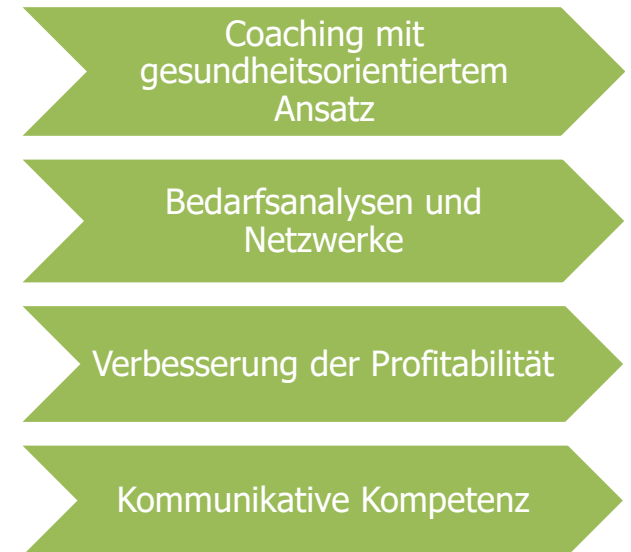 Coaching mit
gesundheitsorientiertem
Ansatz
Bedarfsanalysen und
Netzwerke
Verbesserung der Profitabilität
Kommunikative Kompetenz